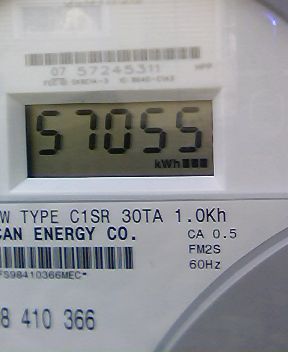 07 57245311
57055
kWh
W TYPE C1SR 30TA 1.0Kh
CAN ENERGY CO.
CA 0.5
FM2S
FS98410366MEC*
60Hz
8 410 366